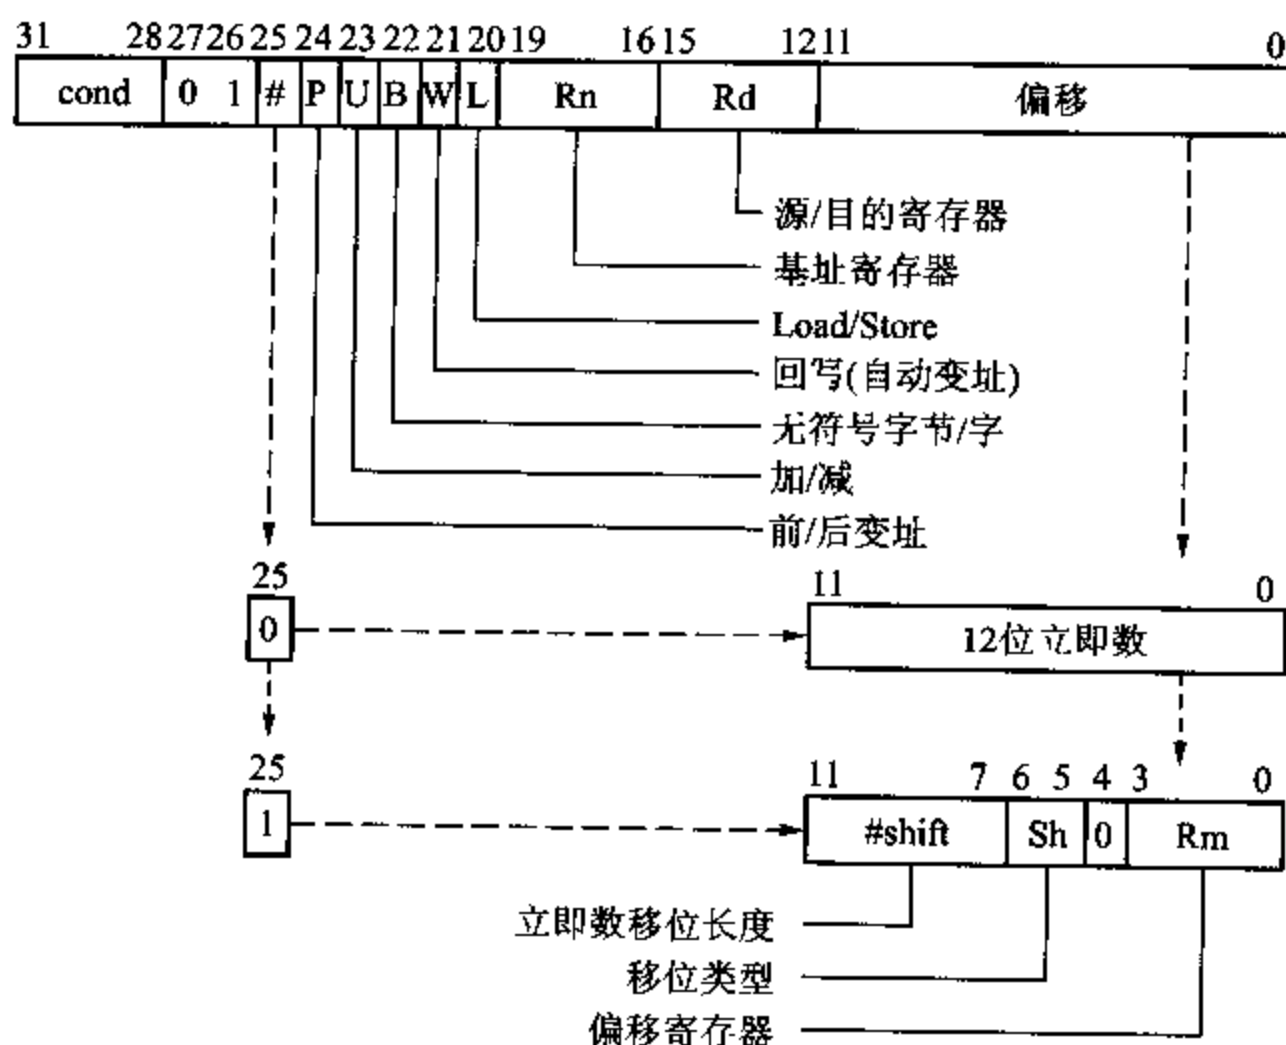 31 28 27 26 25 24 23 22 21 20 19 16 15 12 11 0
cond 0 1 # P U B W L Rn Rd 偏移
源/目的寄存器
基址寄存器
Load/Store
回写(自动变址)
无符号字节/字
加/减
前/后变址
25 11 0
0 12位立即数
25 11 7 6 5 4 3 0
1 #shift Sh 0 Rm
立即数移位长度
移位类型
偏移寄存器